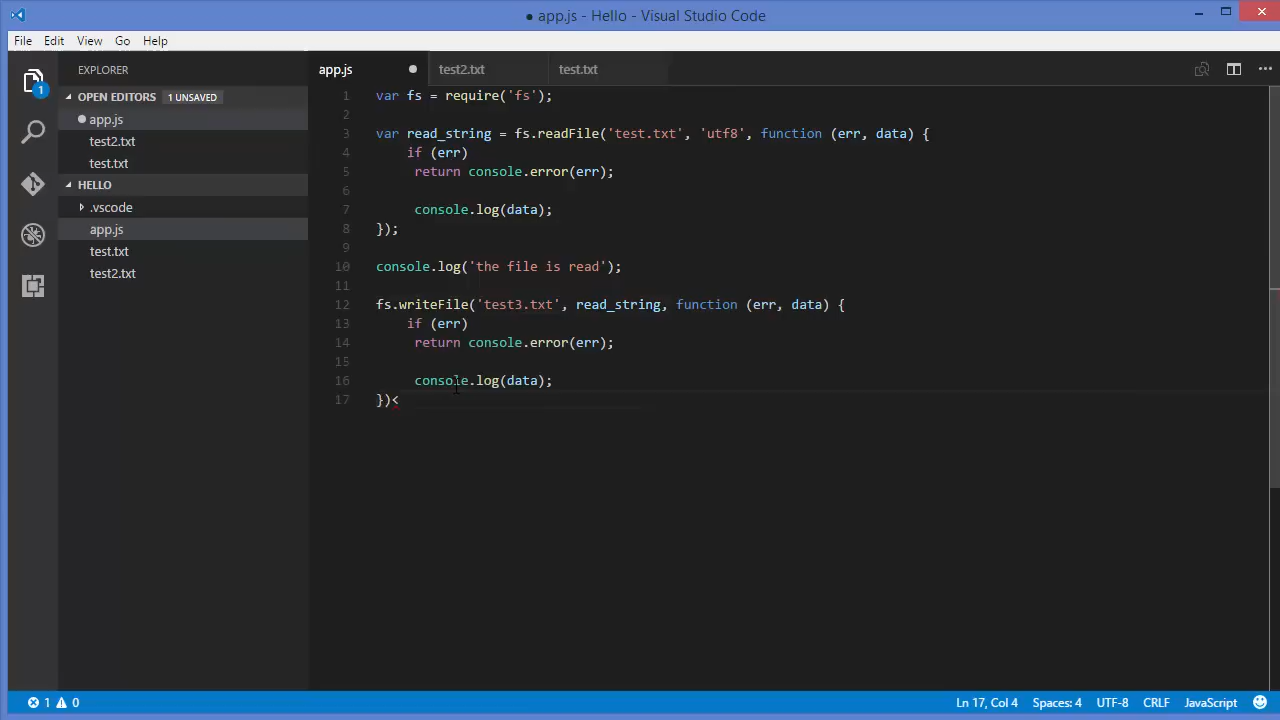 ● app.js - Hello - Visual Studio Code
File Edit View Go Help
EXPLORER
OPEN EDITORS 1 UNSAVED
app.js
test2.txt
test.txt
HELLO
.vscode
app.js
test.txt
test2.txt
1
app.js ● test2.txt test.txt
1 var fs = require('fs');
2
3 var read_string = fs.readFile('test.txt', 'utf8', function (err, data) {
4 if (err)
5 return console.error(err);
6
7 console.log(data);
8 });
9
10 console.log('the file is read');
11
12 fs.writeFile('test3.txt', read_string, function (err, data) {
13 if (err)
14 return console.error(err);
15
16 console.log(data);
17 })<
1 0 Ln 17, Col 4 Spaces: 4 UTF-8 CRLF JavaScript